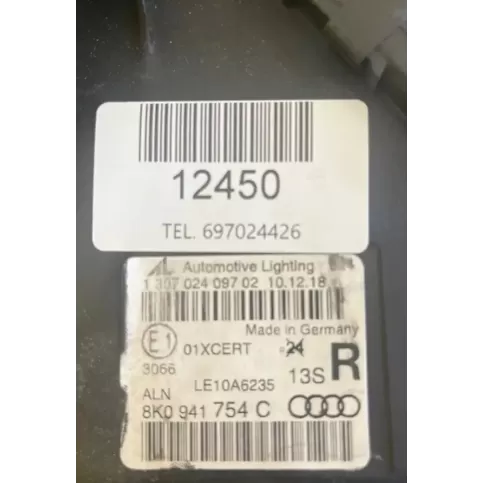 12450
TEL. 697024426
AL Automotive Lighting
1 307 024 097 02 10.12.18
Made in Germany
E1 01XCERT 24 R
3066 LE10A6235 13S
ALN
8K0 941 754 C